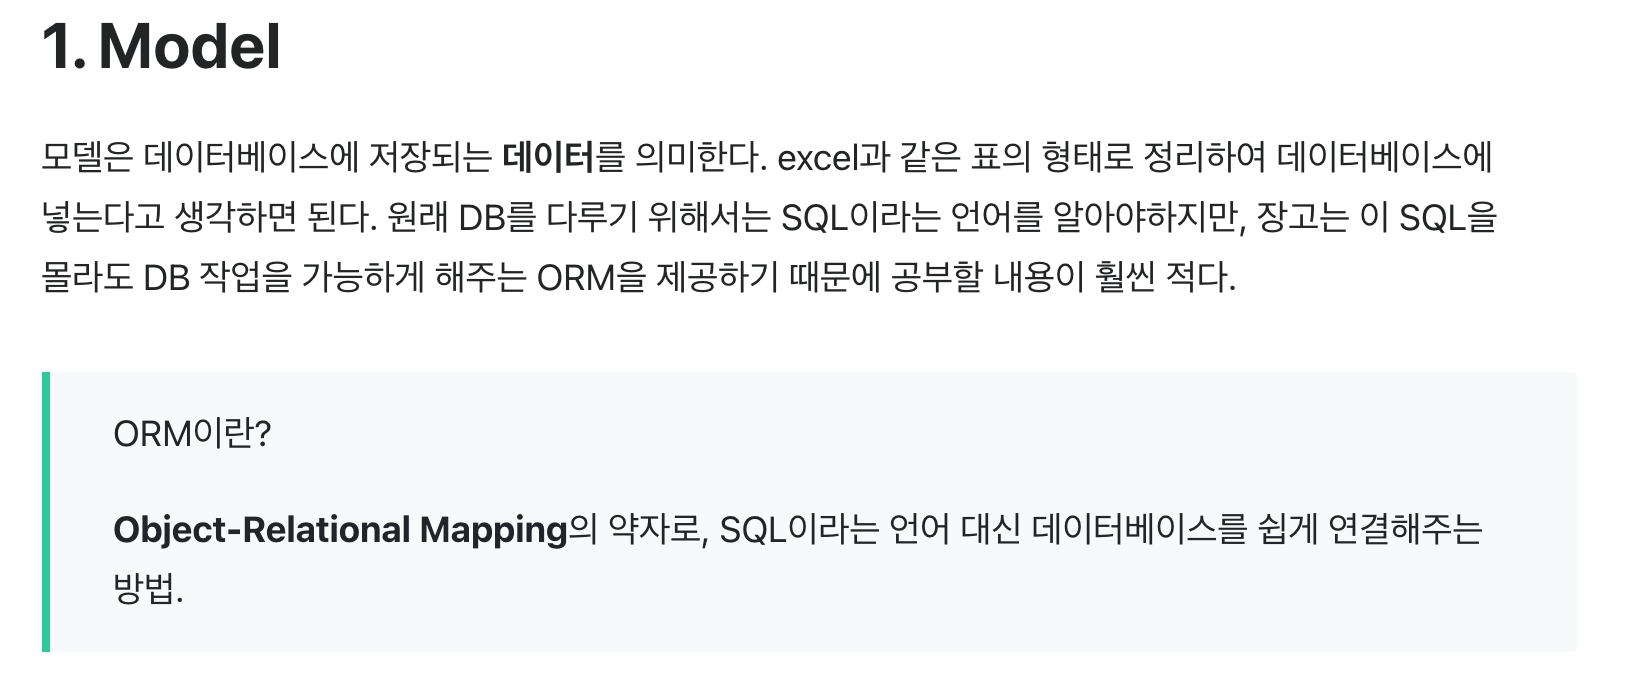 1. Model
모델은 데이터베이스에 저장되는 데이터를 의미한다. excel과 같은 표의 형태로 정리하여 데이터베이스에
넣는다고 생각하면 된다. 원래 DB를 다루기 위해서는 SQL이라는 언어를 알아야하지만, 장고는 이 SQL을
몰라도 DB 작업을 가능하게 해주는 ORM을 제공하기 때문에 공부할 내용이 훨씬 적다.
ORM이란?
Object-Relational Mapping의 약자로, SQL이라는 언어 대신 데이터베이스를 쉽게 연결해주는
방법.